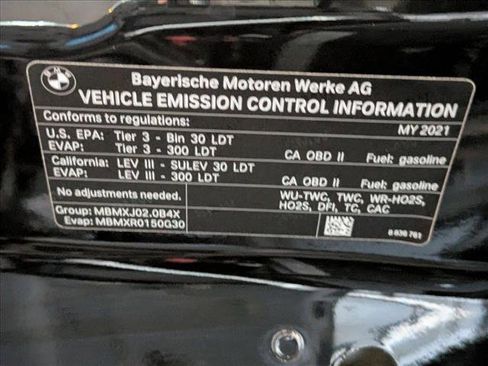 BMW
Bayerische Motoren Werke AG
VEHICLE EMISSION CONTROL INFORMATION
Conforms to regulations: MY 2021
U.S. EPA: Tier 3 - Bin 30 LDT
EVAP: Tier 3 - 300 LDT CA OBD II Fuel: gasoline
California: LEV III - SULEV 30 LDT
EVAP: LEV III - 300 LDT CA OBD II Fuel: gasoline
No adjustments needed. WU-TWC, TWC, WR-HO2S,
HO2S, DFI, TC, CAC
Group: MBMXJ02.0B4X
Evap: MBMXR0150G30